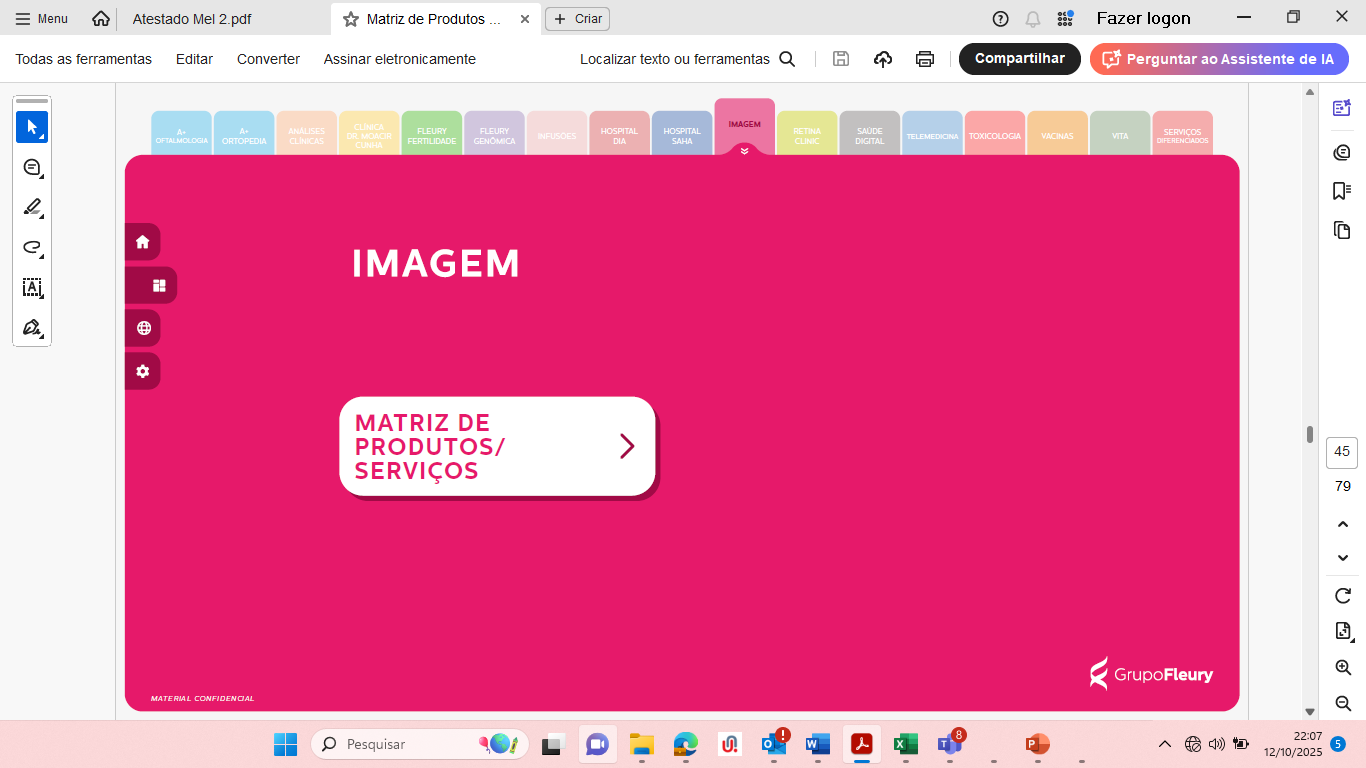 Menu
Atestado Mel 2.pdf
Matriz de Produtos ...
Criar
Fazer logon
Todas as ferramentas
Editar
Converter
Assinar eletronicamente
Localizar texto ou ferramentas
Compartilhar
Perguntar ao Assistente de IA
A+
OFTALMOLOGIA
A+
ORTOPEDIA
ANÁLISES
CLÍNICAS
CLÍNICA
DR. MOACIR
CUNHA
FLEURY
FERTILIDADE
FLEURY
GENÔMICA
INFUSÕES
HOSPITAL
DIA
HOSPITAL
SAHA
IMAGEM
RETINA
CLINIC
SAÚDE
DIGITAL
TELEMEDICINA
TOXICOLOGIA
VACINAS
VITA
SERVIÇOS
DIFERENCIADOS
IMAGEM
MATRIZ DE
PRODUTOS/
SERVIÇOS
45
79
MATERIAL CONFIDENCIAL
GrupoFleury
Pesquisar
8
22:07
12/10/2025
5